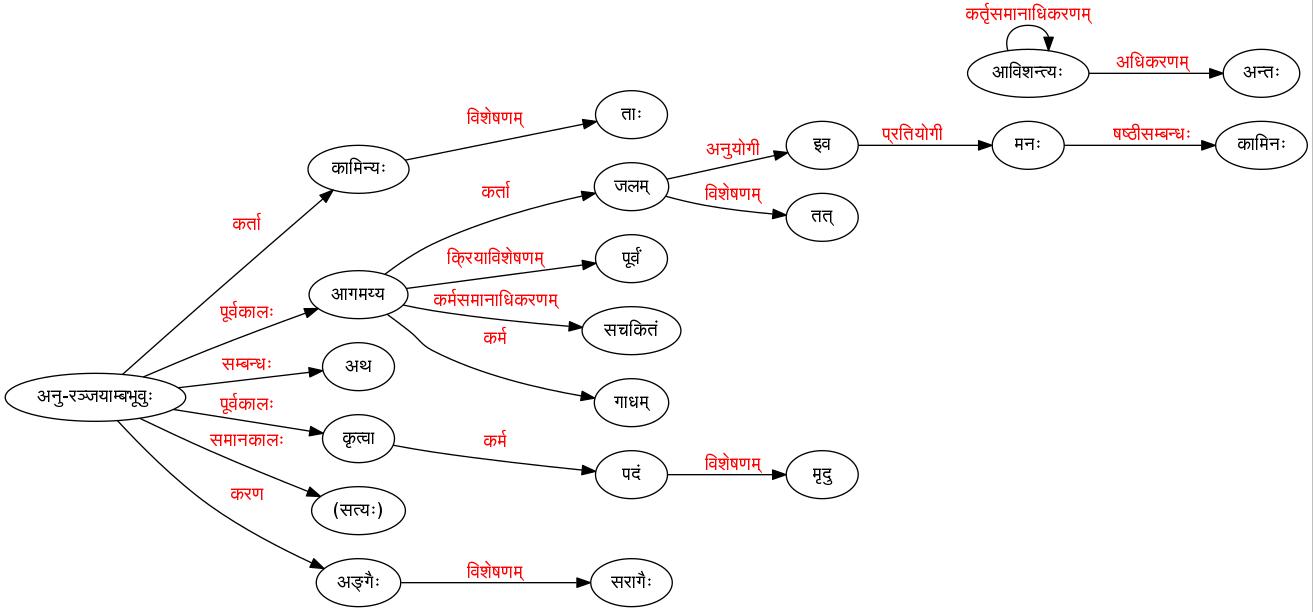 कर्तृसमानाधिकरणम्
आविशन्त्यः अधिकरणम् अन्तः
ताः
विशेषणम्
अनुयोगी इव प्रतियोगी मनः षष्ठीसम्बन्धः कामिनः
कामिन्यः
कर्ता जलम् विशेषणम् तत्
कर्ता
क्रियाविशेषणम् पूर्वं
आगमय्य कर्मसमानाधिकरणम्
पूर्वकालः सचकितं
कर्म
सम्बन्धः अथ
अनु-रञ्जयाम्बभूवुः पूर्वकालः गाधम्
समानकालः कृत्वा कर्म
पदं विशेषणम् मृदु
करण (सत्यः)
अङ्गैः विशेषणम् सरागैः